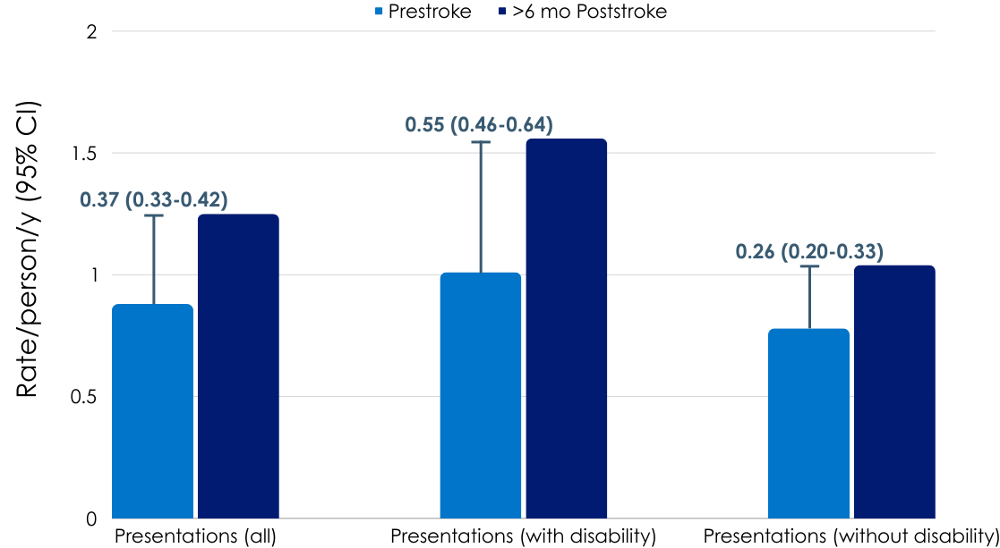 Prestroke >6 mo Poststroke
Rate/person/y (95% CI)
2
1.5
1
0.5
0
0.37 (0.33-0.42)
0.55 (0.46-0.64)
0.26 (0.20-0.33)
Presentations (all)
Presentations (with disability)
Presentations (without disability)